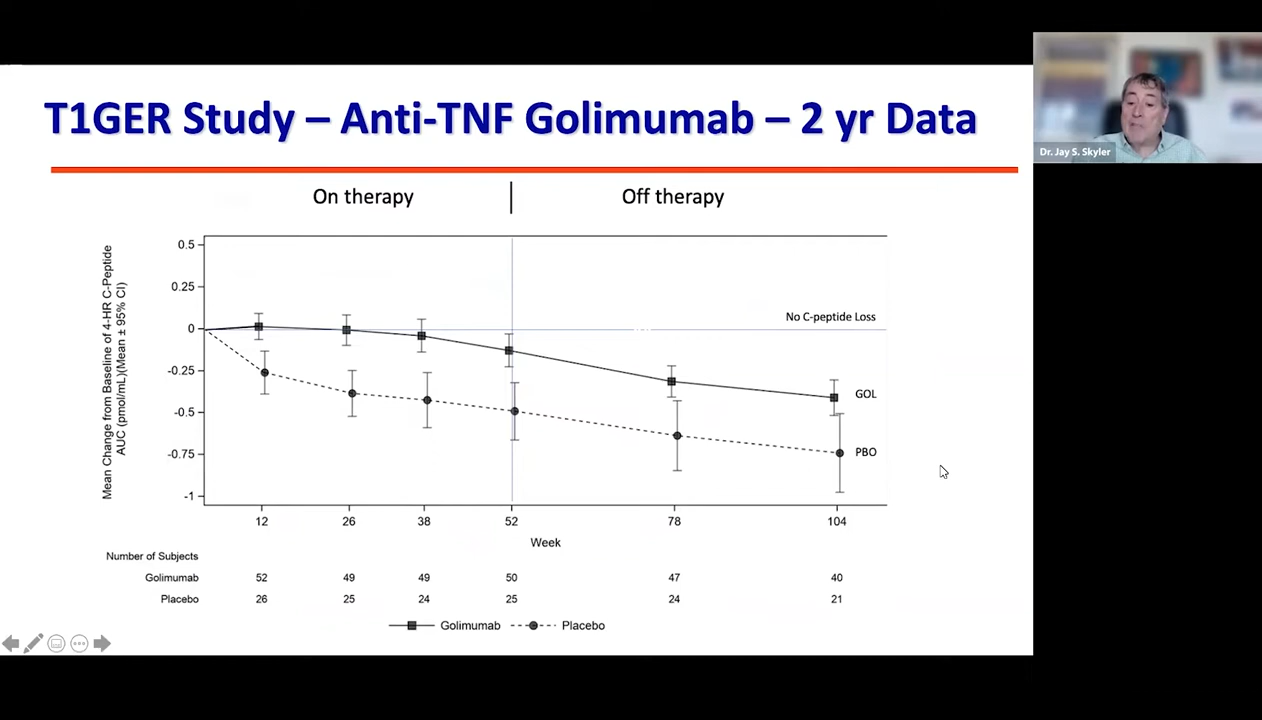 T1GER Study – Anti-TNF Golimumab – 2 yr Data
Dr. Jay S. Skyler
On therapy
Off therapy
Mean Change from Baseline of 4-HR C-Peptide
AUC (pmol/mL)(Mean ± 95% CI)
0.5
0.25
0
-0.25
-0.5
-0.75
-1
No C-peptide Loss
GOL
PBO
12 26 38 52 78 104
Week
Number of Subjects
Golimumab 52 49 49 50 47 40
Placebo 26 25 24 25 24 21
Golimumab Placebo